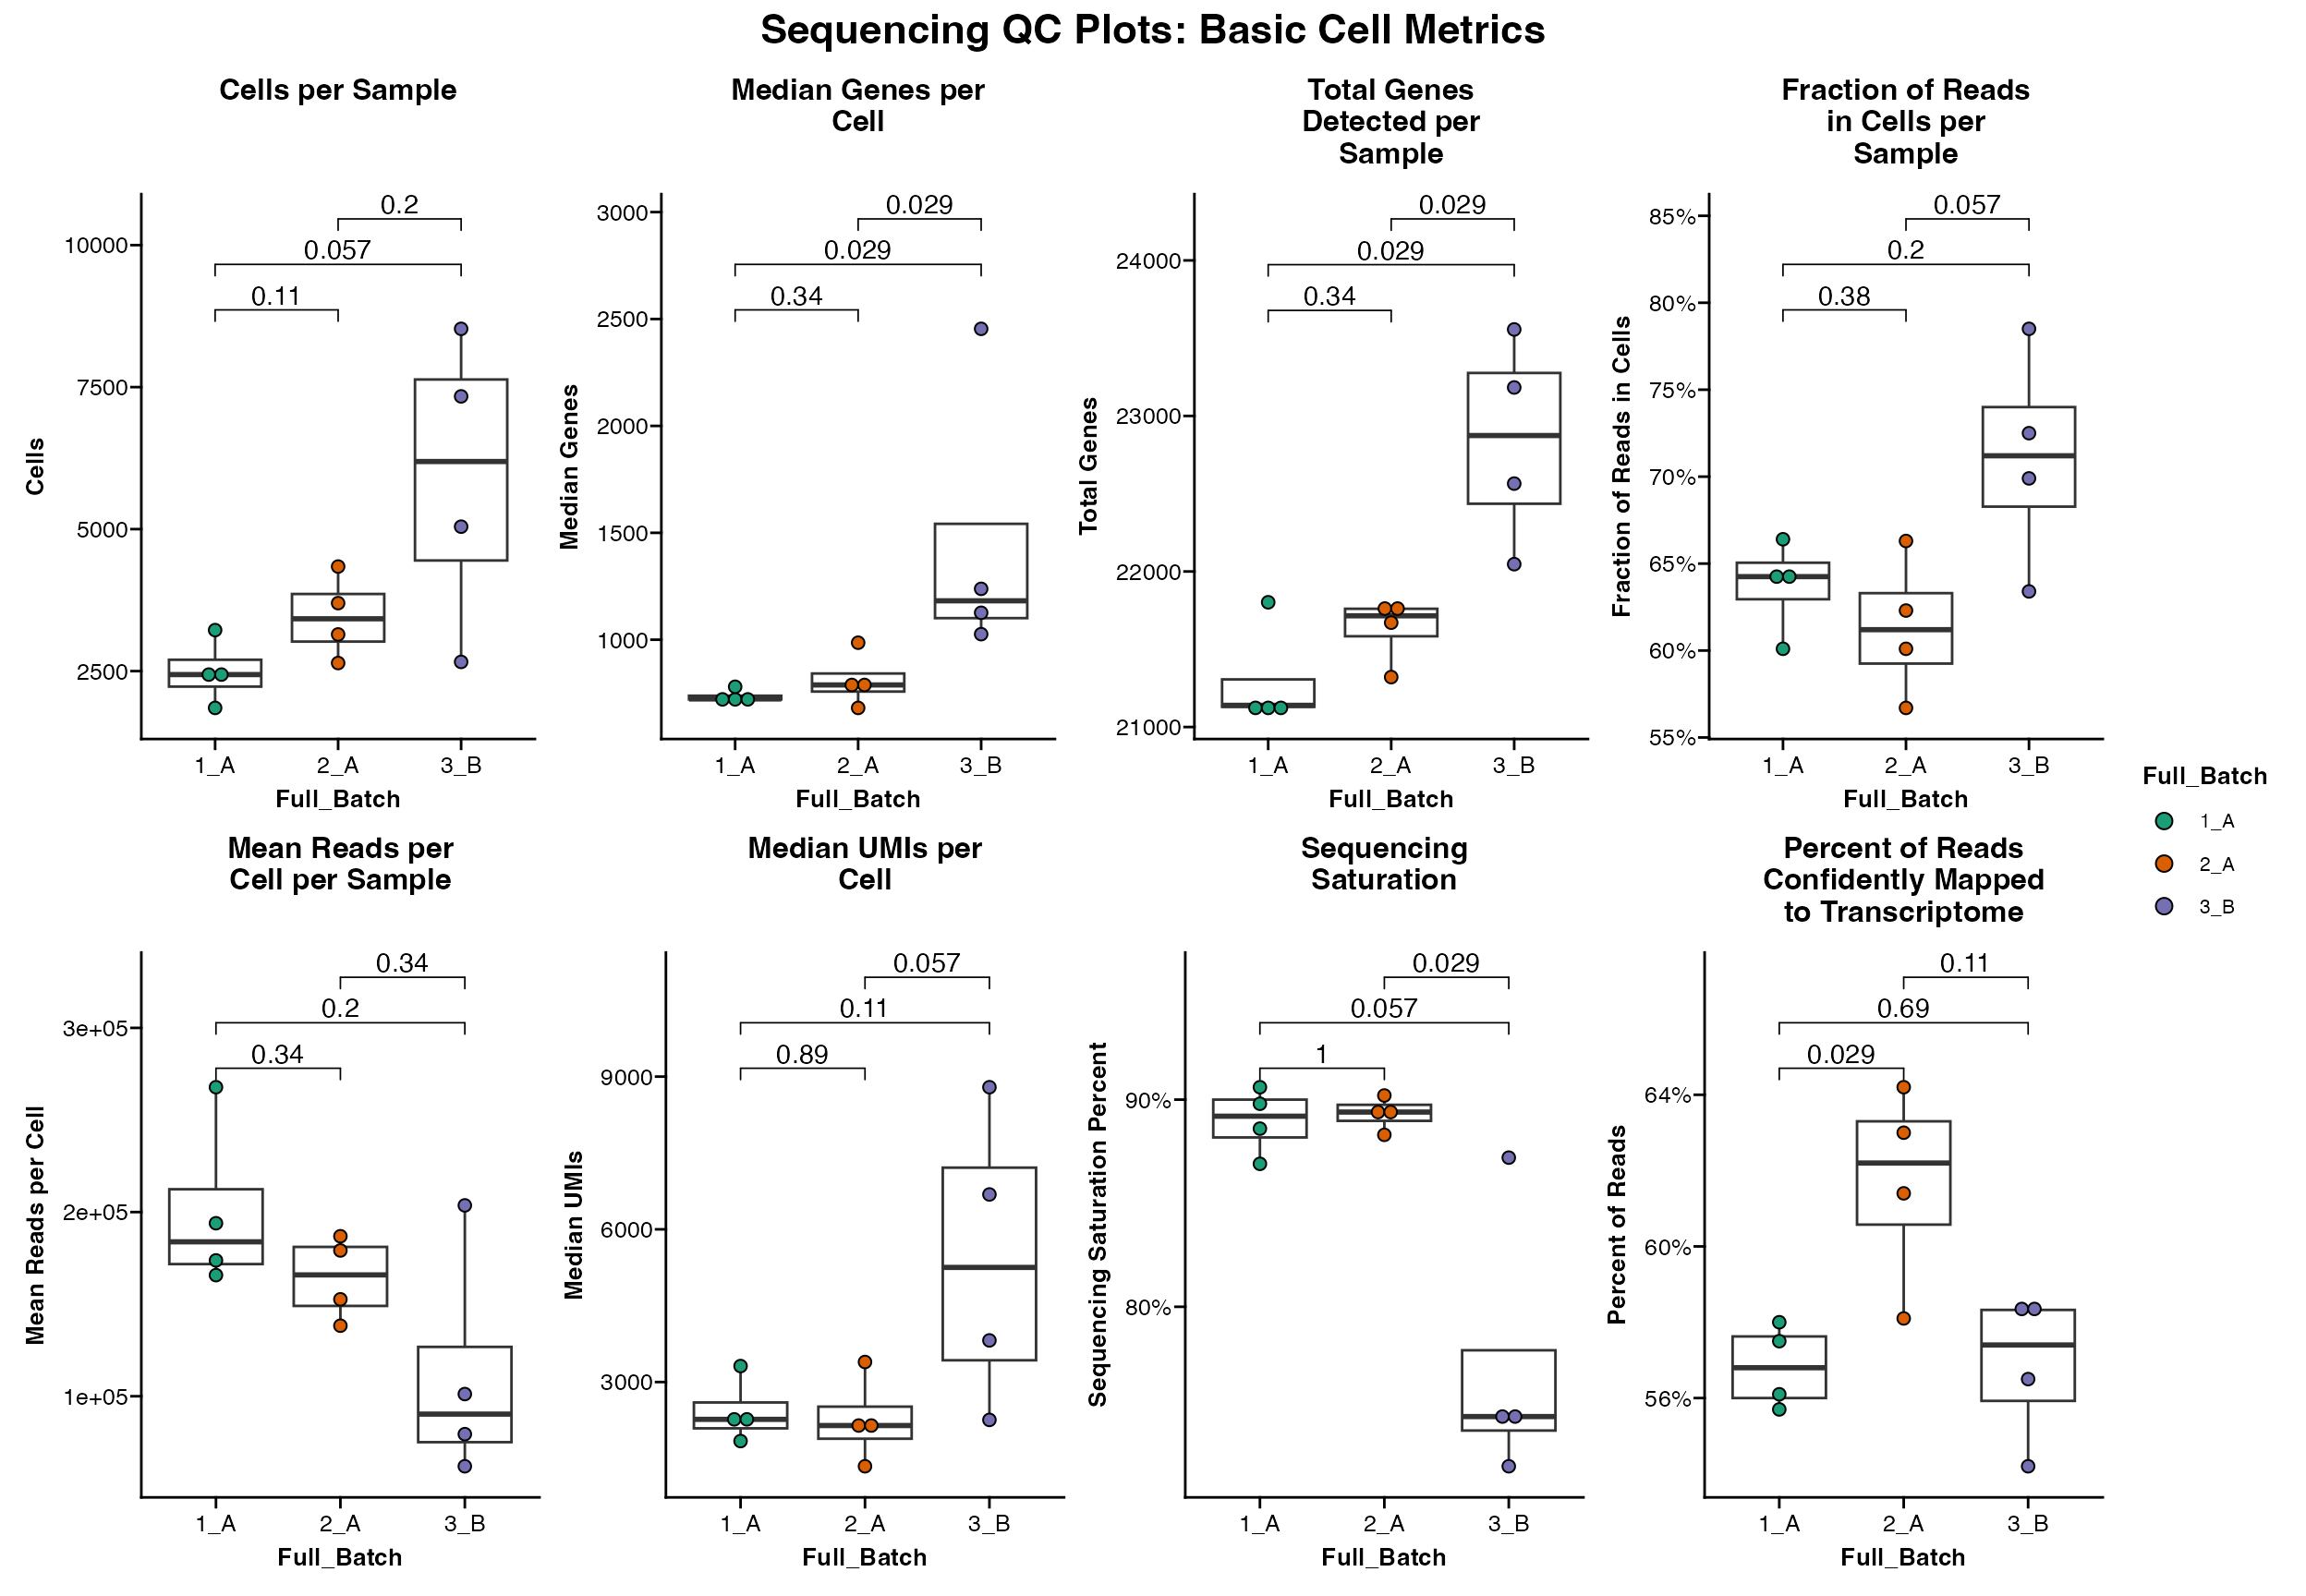 Sequencing QC Plots: Basic Cell Metrics
Cells per Sample
Cells
10000
7500
5000
2500
0.2
0.057
0.11
1_A
2_A
3_B
Full_Batch
Median Genes per
Cell
Median Genes
3000
2500
2000
1500
1000
0.029
0.029
0.34
1_A
2_A
3_B
Full_Batch
Total Genes
Detected per
Sample
Total Genes
24000
23000
22000
21000
0.029
0.029
0.34
1_A
2_A
3_B
Full_Batch
Fraction of Reads
in Cells per
Sample
Fraction of Reads in Cells
85%
80%
75%
70%
65%
60%
55%
0.057
0.2
0.38
1_A
2_A
3_B
Full_Batch
Mean Reads per
Cell per Sample
Mean Reads per Cell
3e+05
2e+05
1e+05
0.34
0.2
0.34
1_A
2_A
3_B
Full_Batch
Median UMIs per
Cell
Median UMIs
9000
6000
3000
0.057
0.11
0.89
1_A
2_A
3_B
Full_Batch
Sequencing
Saturation
Sequencing Saturation Percent
90%
80%
0.029
0.057
1
1_A
2_A
3_B
Full_Batch
Percent of Reads
Confidently Mapped
to Transcriptome
Percent of Reads
64%
60%
56%
0.11
0.69
0.029
1_A
2_A
3_B
Full_Batch
Full_Batch
1_A
2_A
3_B